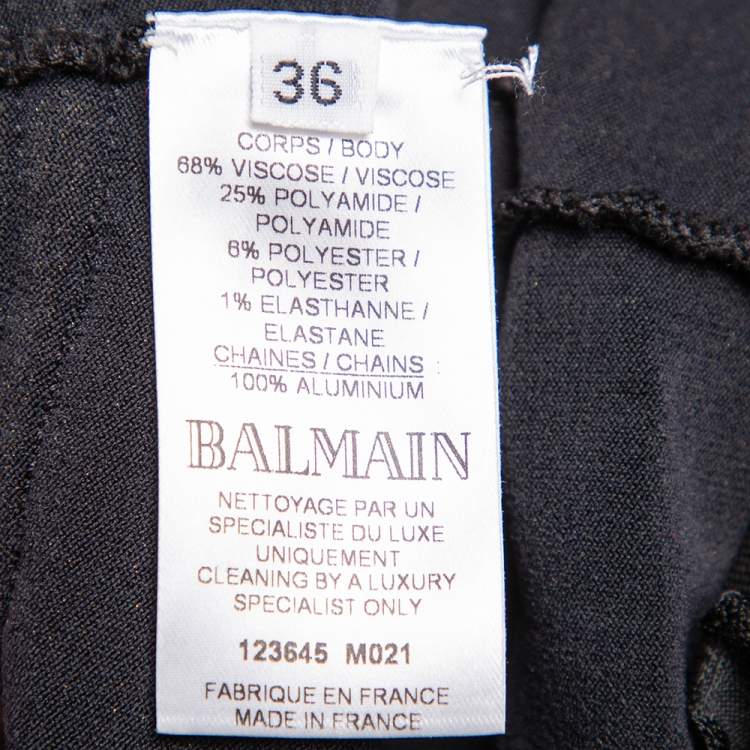 36
CORPS / BODY
68% VISCOSE / VISCOSE
25% POLYAMIDE /
POLYAMIDE
6% POLYESTER /
POLYESTER
1% ELASTHANNE /
ELASTANE
CHAINES / CHAINS :
100% ALUMINIUM
BALMAIN
NETTOYAGE PAR UN
SPECIALISTE DU LUXE
UNIQUEMENT
CLEANING BY A LUXURY
SPECIALIST ONLY
123645 M021
FABRIQUE EN FRANCE
MADE IN FRANCE